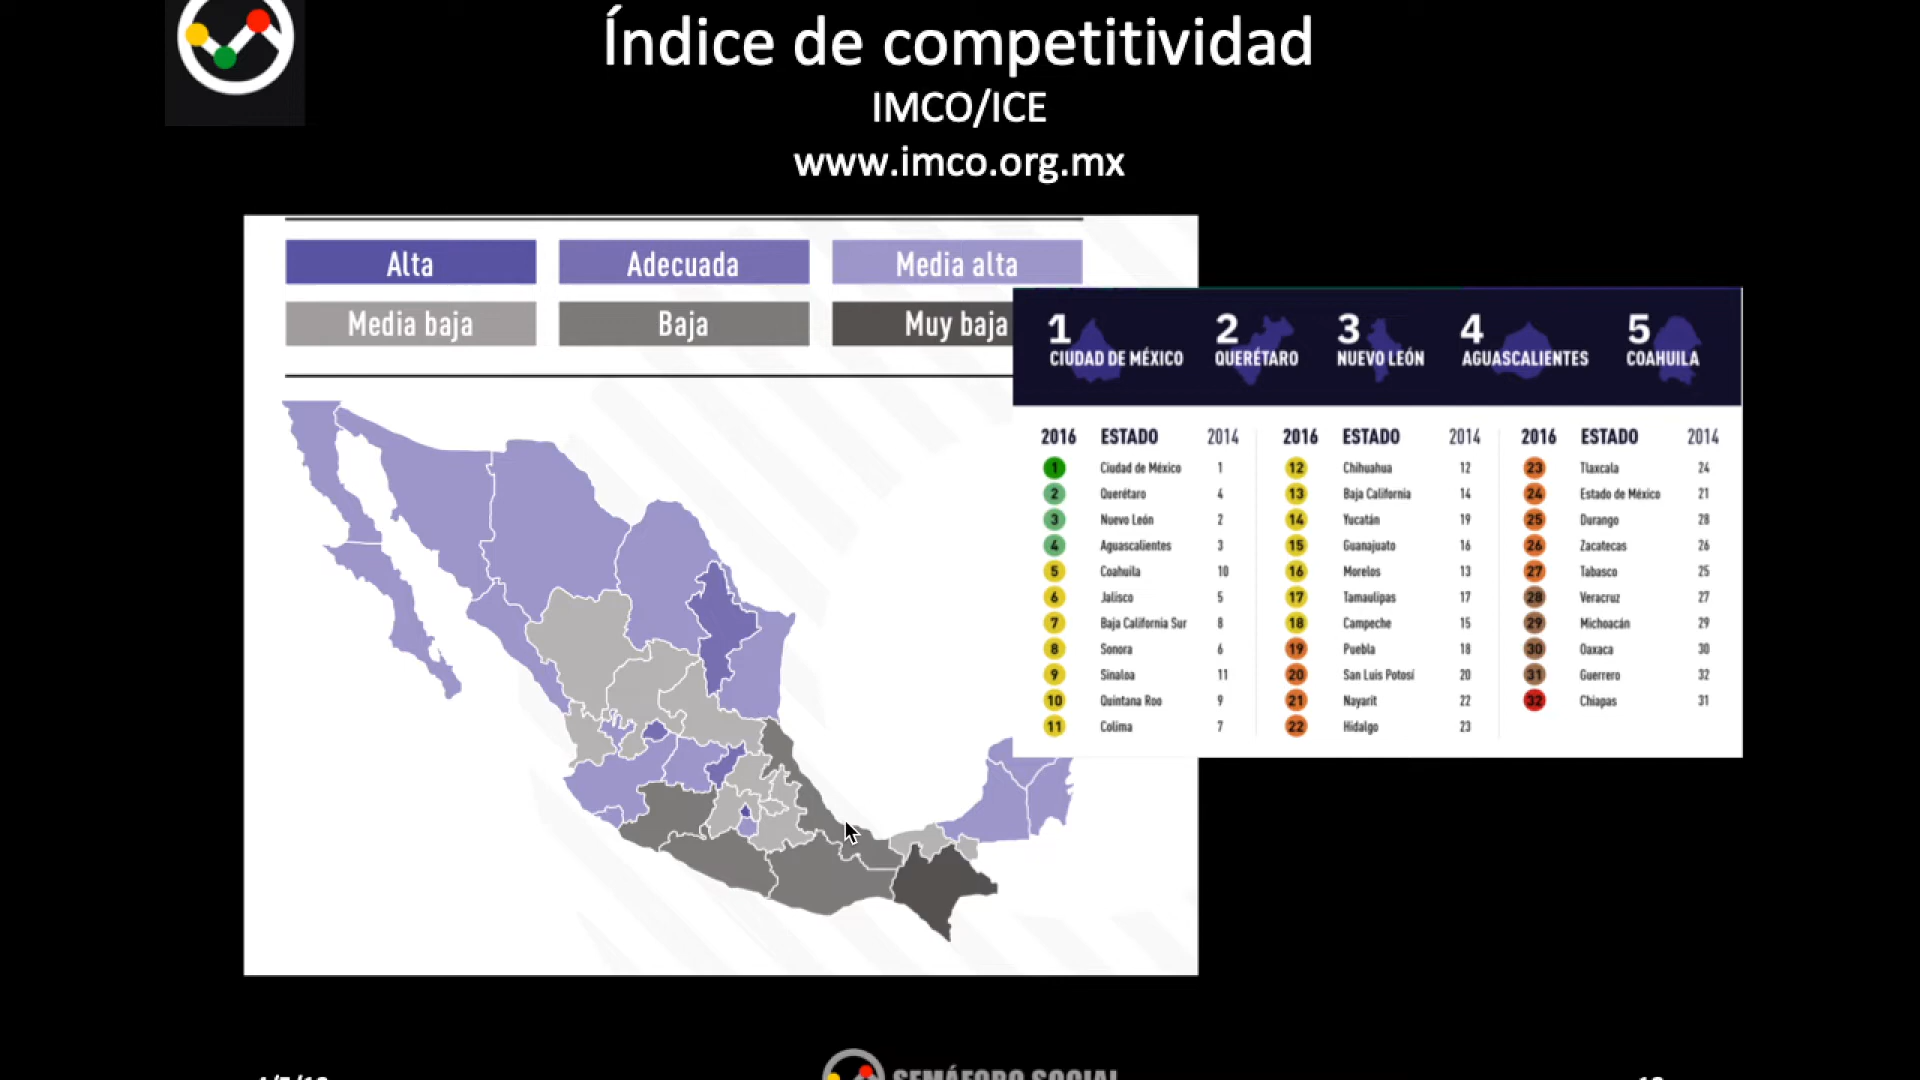 Índice de competitividad
IMCO/ICE
www.imco.org.mx
Alta Adecuada Media alta
Media baja Baja Muy baja
1 2 3 4 5
CIUDAD DE MÉXICO QUERÉTARO NUEVO LEÓN AGUASCALIENTES COAHUILA
2016 ESTADO 2014 2016 ESTADO 2014 2016 ESTADO 2014
1 Ciudad de México 1 12 Chihuahua 12 23 Tlaxcala 24
2 Querétaro 4 13 Baja California 14 24 Estado de México 21
3 Nuevo León 2 14 Yucatán 19 25 Durango 28
4 Aguascalientes 3 15 Guanajuato 16 26 Zacatecas 26
5 Coahuila 10 16 Morelos 13 27 Tabasco 25
6 Jalisco 5 17 Tamaulipas 17 28 Veracruz 27
7 Baja California Sur 8 18 Campeche 15 29 Michoacán 29
8 Sonora 6 19 Puebla 18 30 Oaxaca 30
9 Sinaloa 11 20 San Luis Potosí 20 31 Guerrero 32
10 Quintana Roo 9 21 Nayarit 22 32 Chiapas 31
11 Colima 7 22 Hidalgo 23
SEMÁFORO SOCIAL